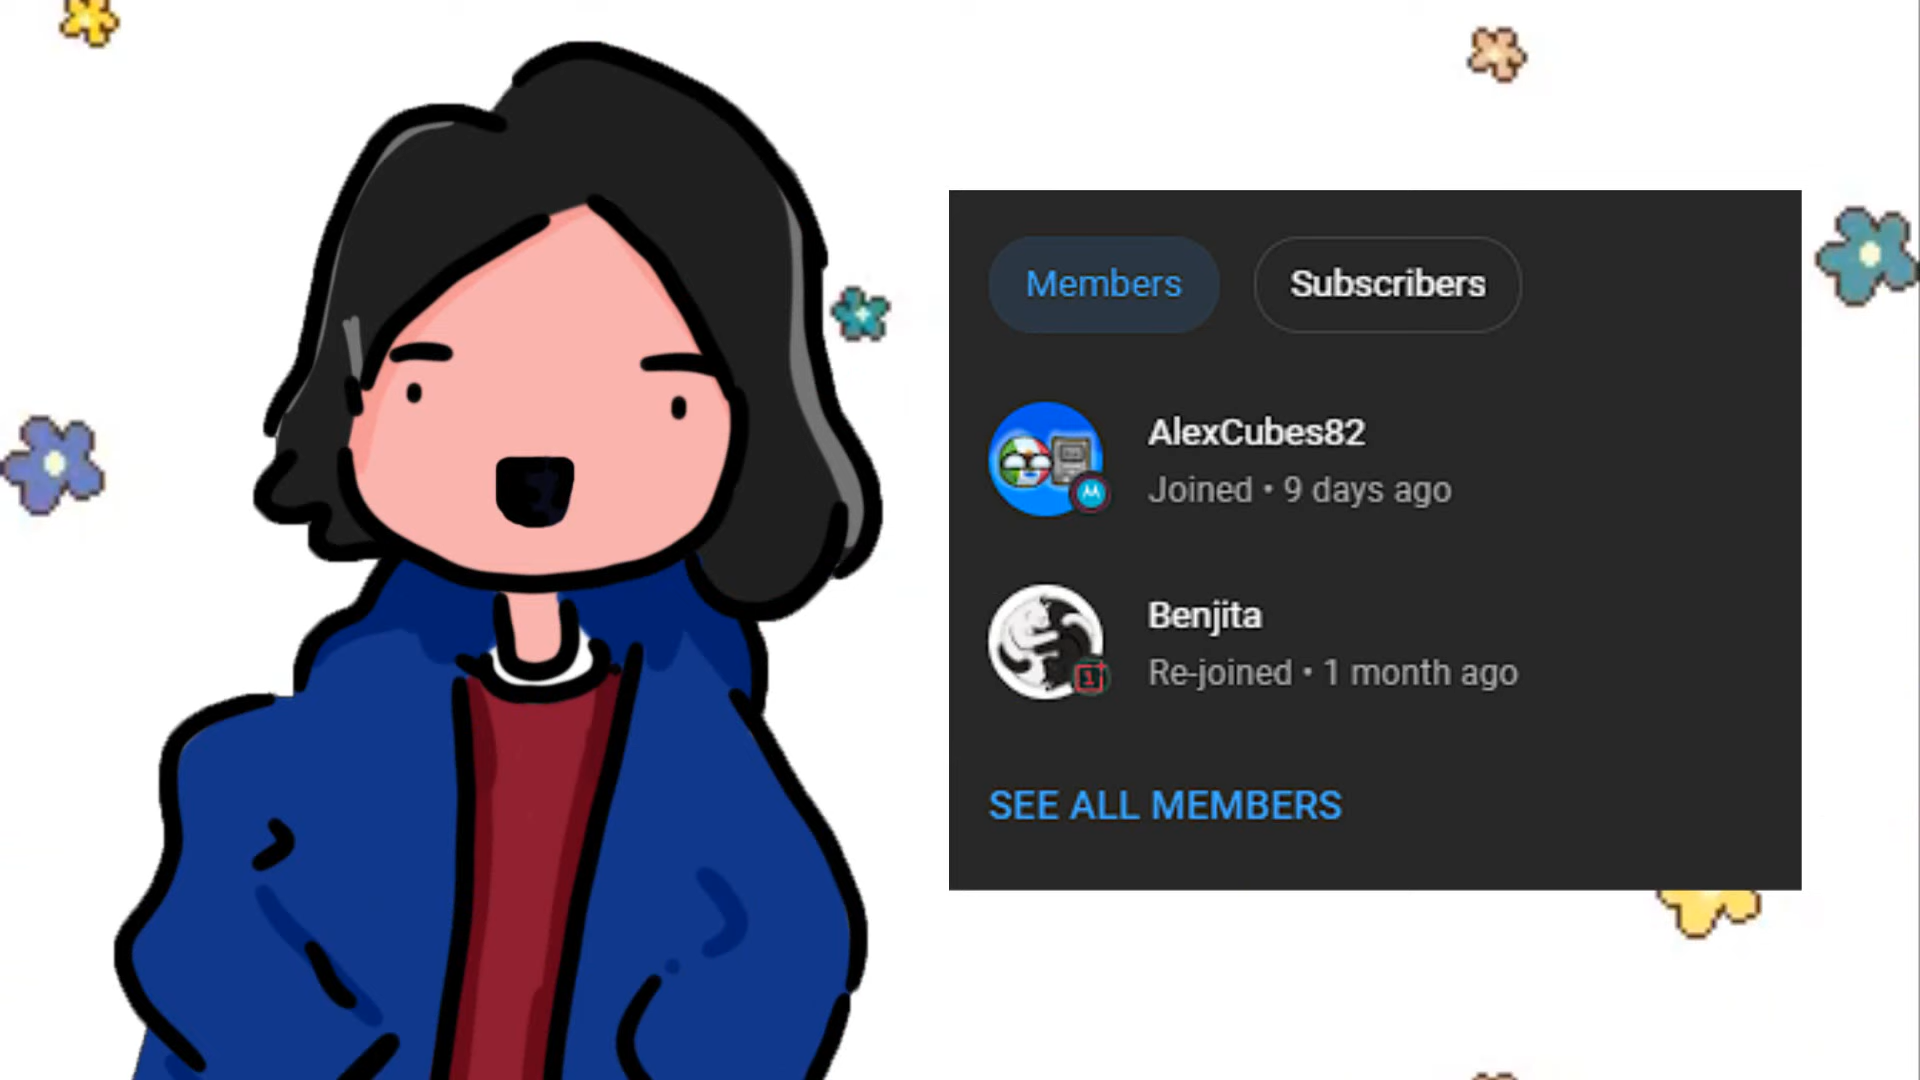 Members
Subscribers
AlexCubes82
Joined • 9 days ago
Benjita
Re-joined • 1 month ago
SEE ALL MEMBERS